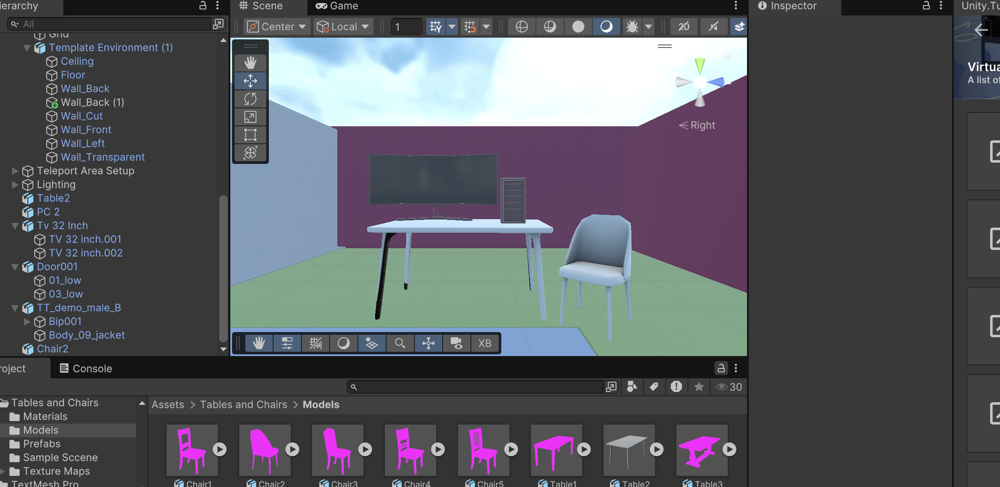 ierarchy
All
Grid
Template Environment (1)
Ceiling
Floor
Wall_Back
Wall_Back (1)
Wall_Cut
Wall_Front
Wall_Left
Wall_Transparent
Teleport Area Setup
Lighting
Table2
PC 2
Tv 32 Inch
TV 32 inch.001
TV 32 inch.002
Door001
01_low
03_low
TT_demo_male_B
Bip001
Body_09_jacket
Chair2
Scene Game
Center Local 1 2D
z
Right
XB
Inspector
Unity.Tu
Virtua
A list of
roject Console
30
Tables and Chairs
Materials
Models
Prefabs
Sample Sccene
Texture Maps
TextMesh Pro
Assets > Tables and Chairs > Models
Chair1 Chair2 Chair3 Chair4 Chair5 Table1 Table2 Table3